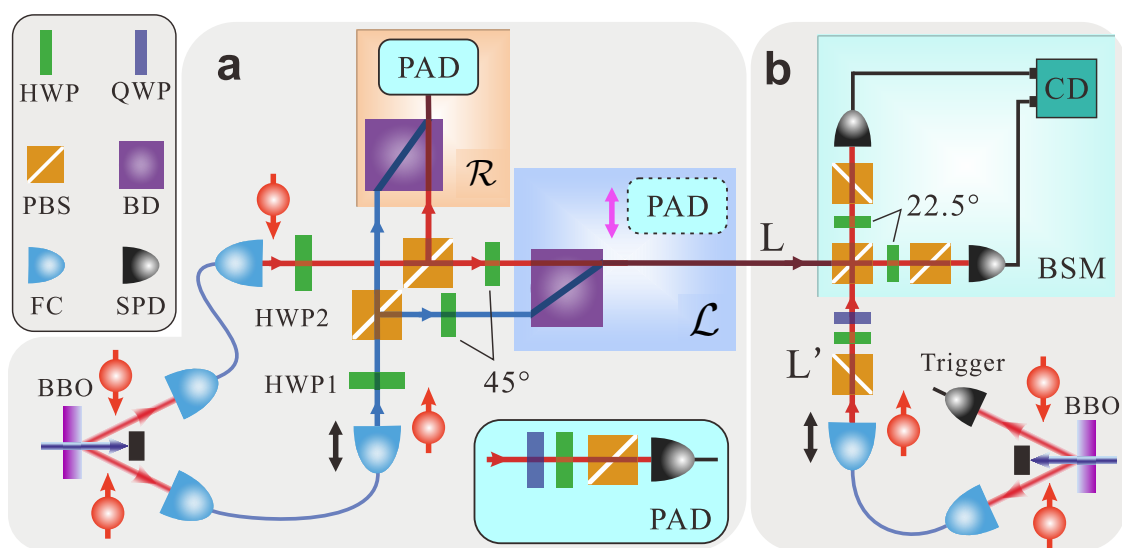 a
b
HWP
QWP
PBS
BD
FC
SPD
PAD
ℛ
PAD
ℒ
HWP2
HWP1
45°
BBO
PAD
L
CD
22.5°
BSM
L’
Trigger
BBO